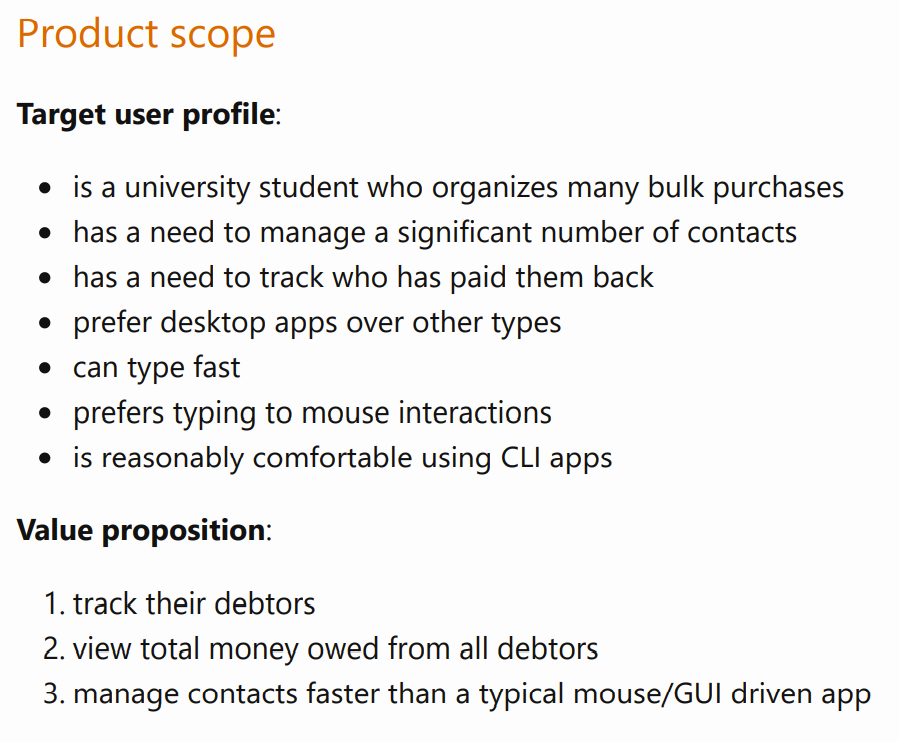 Product scope
Target user profile:
• is a university student who organizes many bulk purchases
• has a need to manage a significant number of contacts
• has a need to track who has paid them back
• prefer desktop apps over other types
• can type fast
• prefers typing to mouse interactions
• is reasonably comfortable using CLI apps
Value proposition:
1. track their debtors
2. view total money owed from all debtors
3. manage contacts faster than a typical mouse/GUI driven app